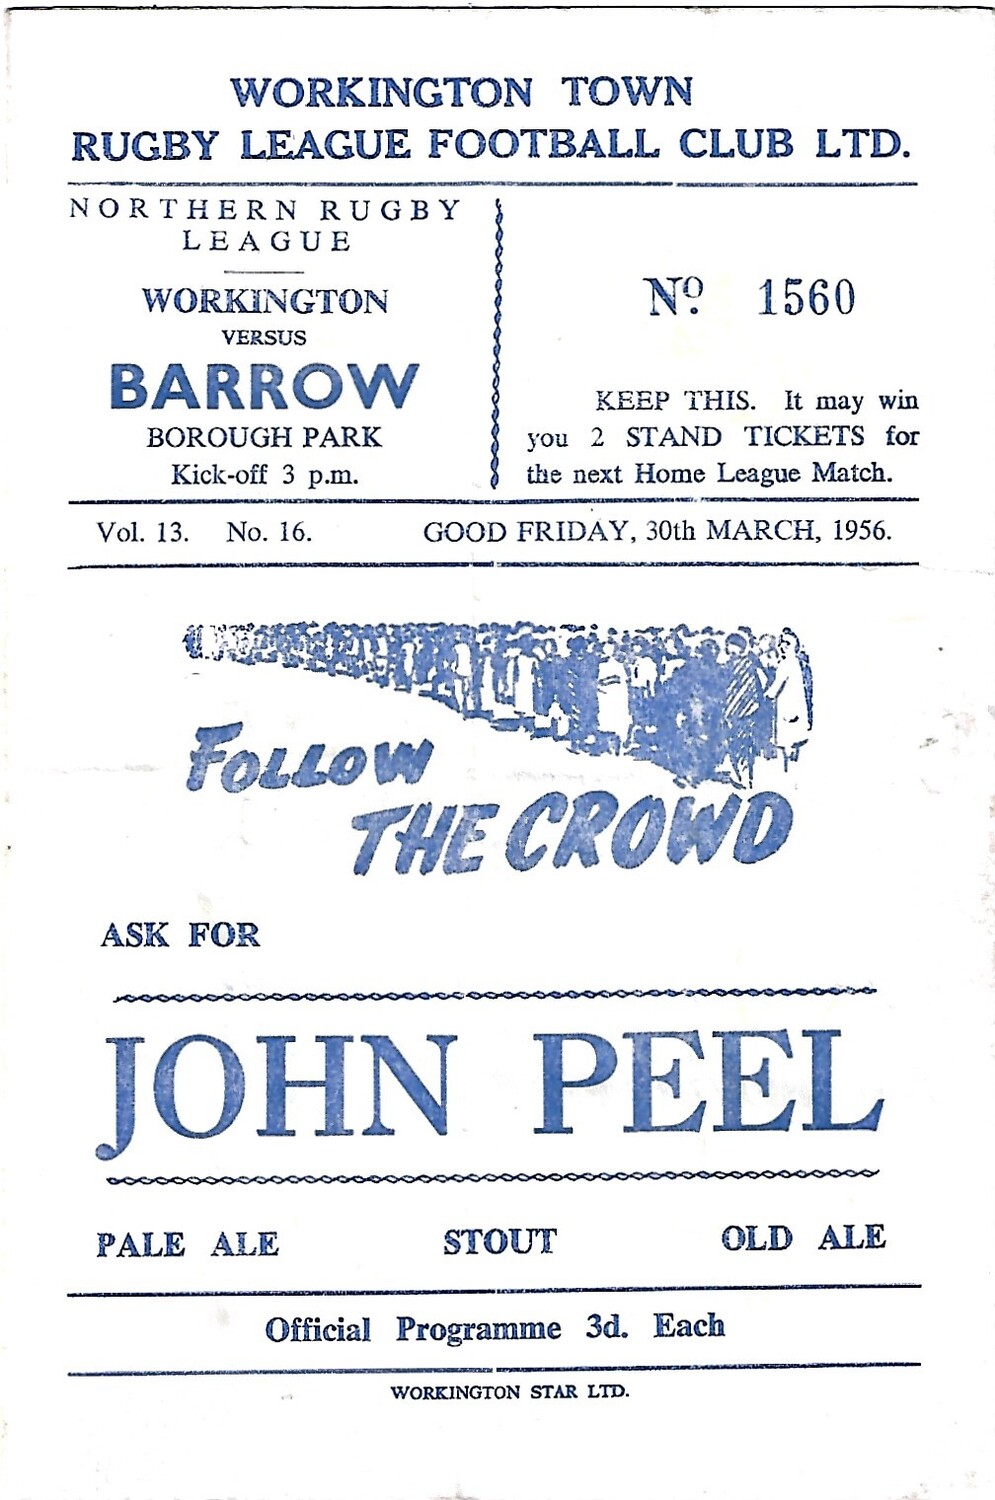 WORKINGTON TOWN
RUGBY LEAGUE FOOTBALL CLUB LTD.
NORTHERN RUGBY
LEAGUE
WORKINGTON
VERSUS
BARROW
BOROUGH PARK
Kick-off 3 p.m.
Nº. 1560
KEEP THIS. It may win
you 2 STAND TICKETS for
the next Home League Match.
Vol. 13. No. 16. GOOD FRIDAY, 30th MARCH, 1956.
FOLLOW
THE CROWD
ASK FOR
JOHN PEEL
PALE ALE STOUT OLD ALE
Official Programme 3d. Each
WORKINGTON STAR LTD.